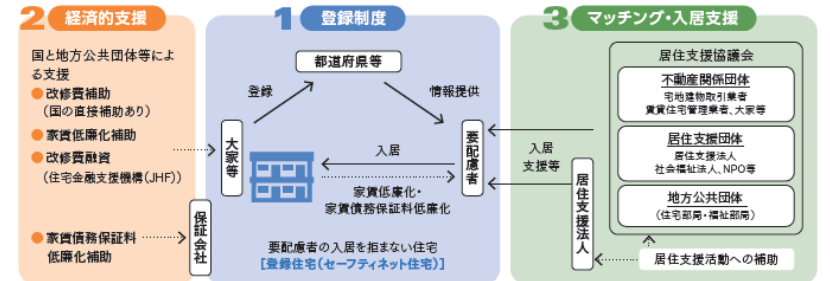 2 経済的支援
国と地方公共団体等によ
る支援
●改修費補助
(国の直接補助あり)
●家賃低廉化補助
●改修費融資
(住宅金融支援機構(JHF))
●家賃債務保証料
低廉化補助
保証会社
1 登録制度
都道府県等
登録
情報提供
大家等
入居
要配慮者
家賃低廉化・
家賃債務保証料低廉化
要配慮者の入居を拒まない住宅
[登録住宅(セーフティネット住宅)]
3 マッチング・入居支援
入居
支援等
居住支援法人
居住支援協議会
不動産関係団体
宅地建物取引業者
賃貸住宅管理業者、大家等
居住支援団体
居住支援法人
社会福祉法人、NPO等
地方公共団体
(住宅部局・福祉部局)
居住支援活動への補助